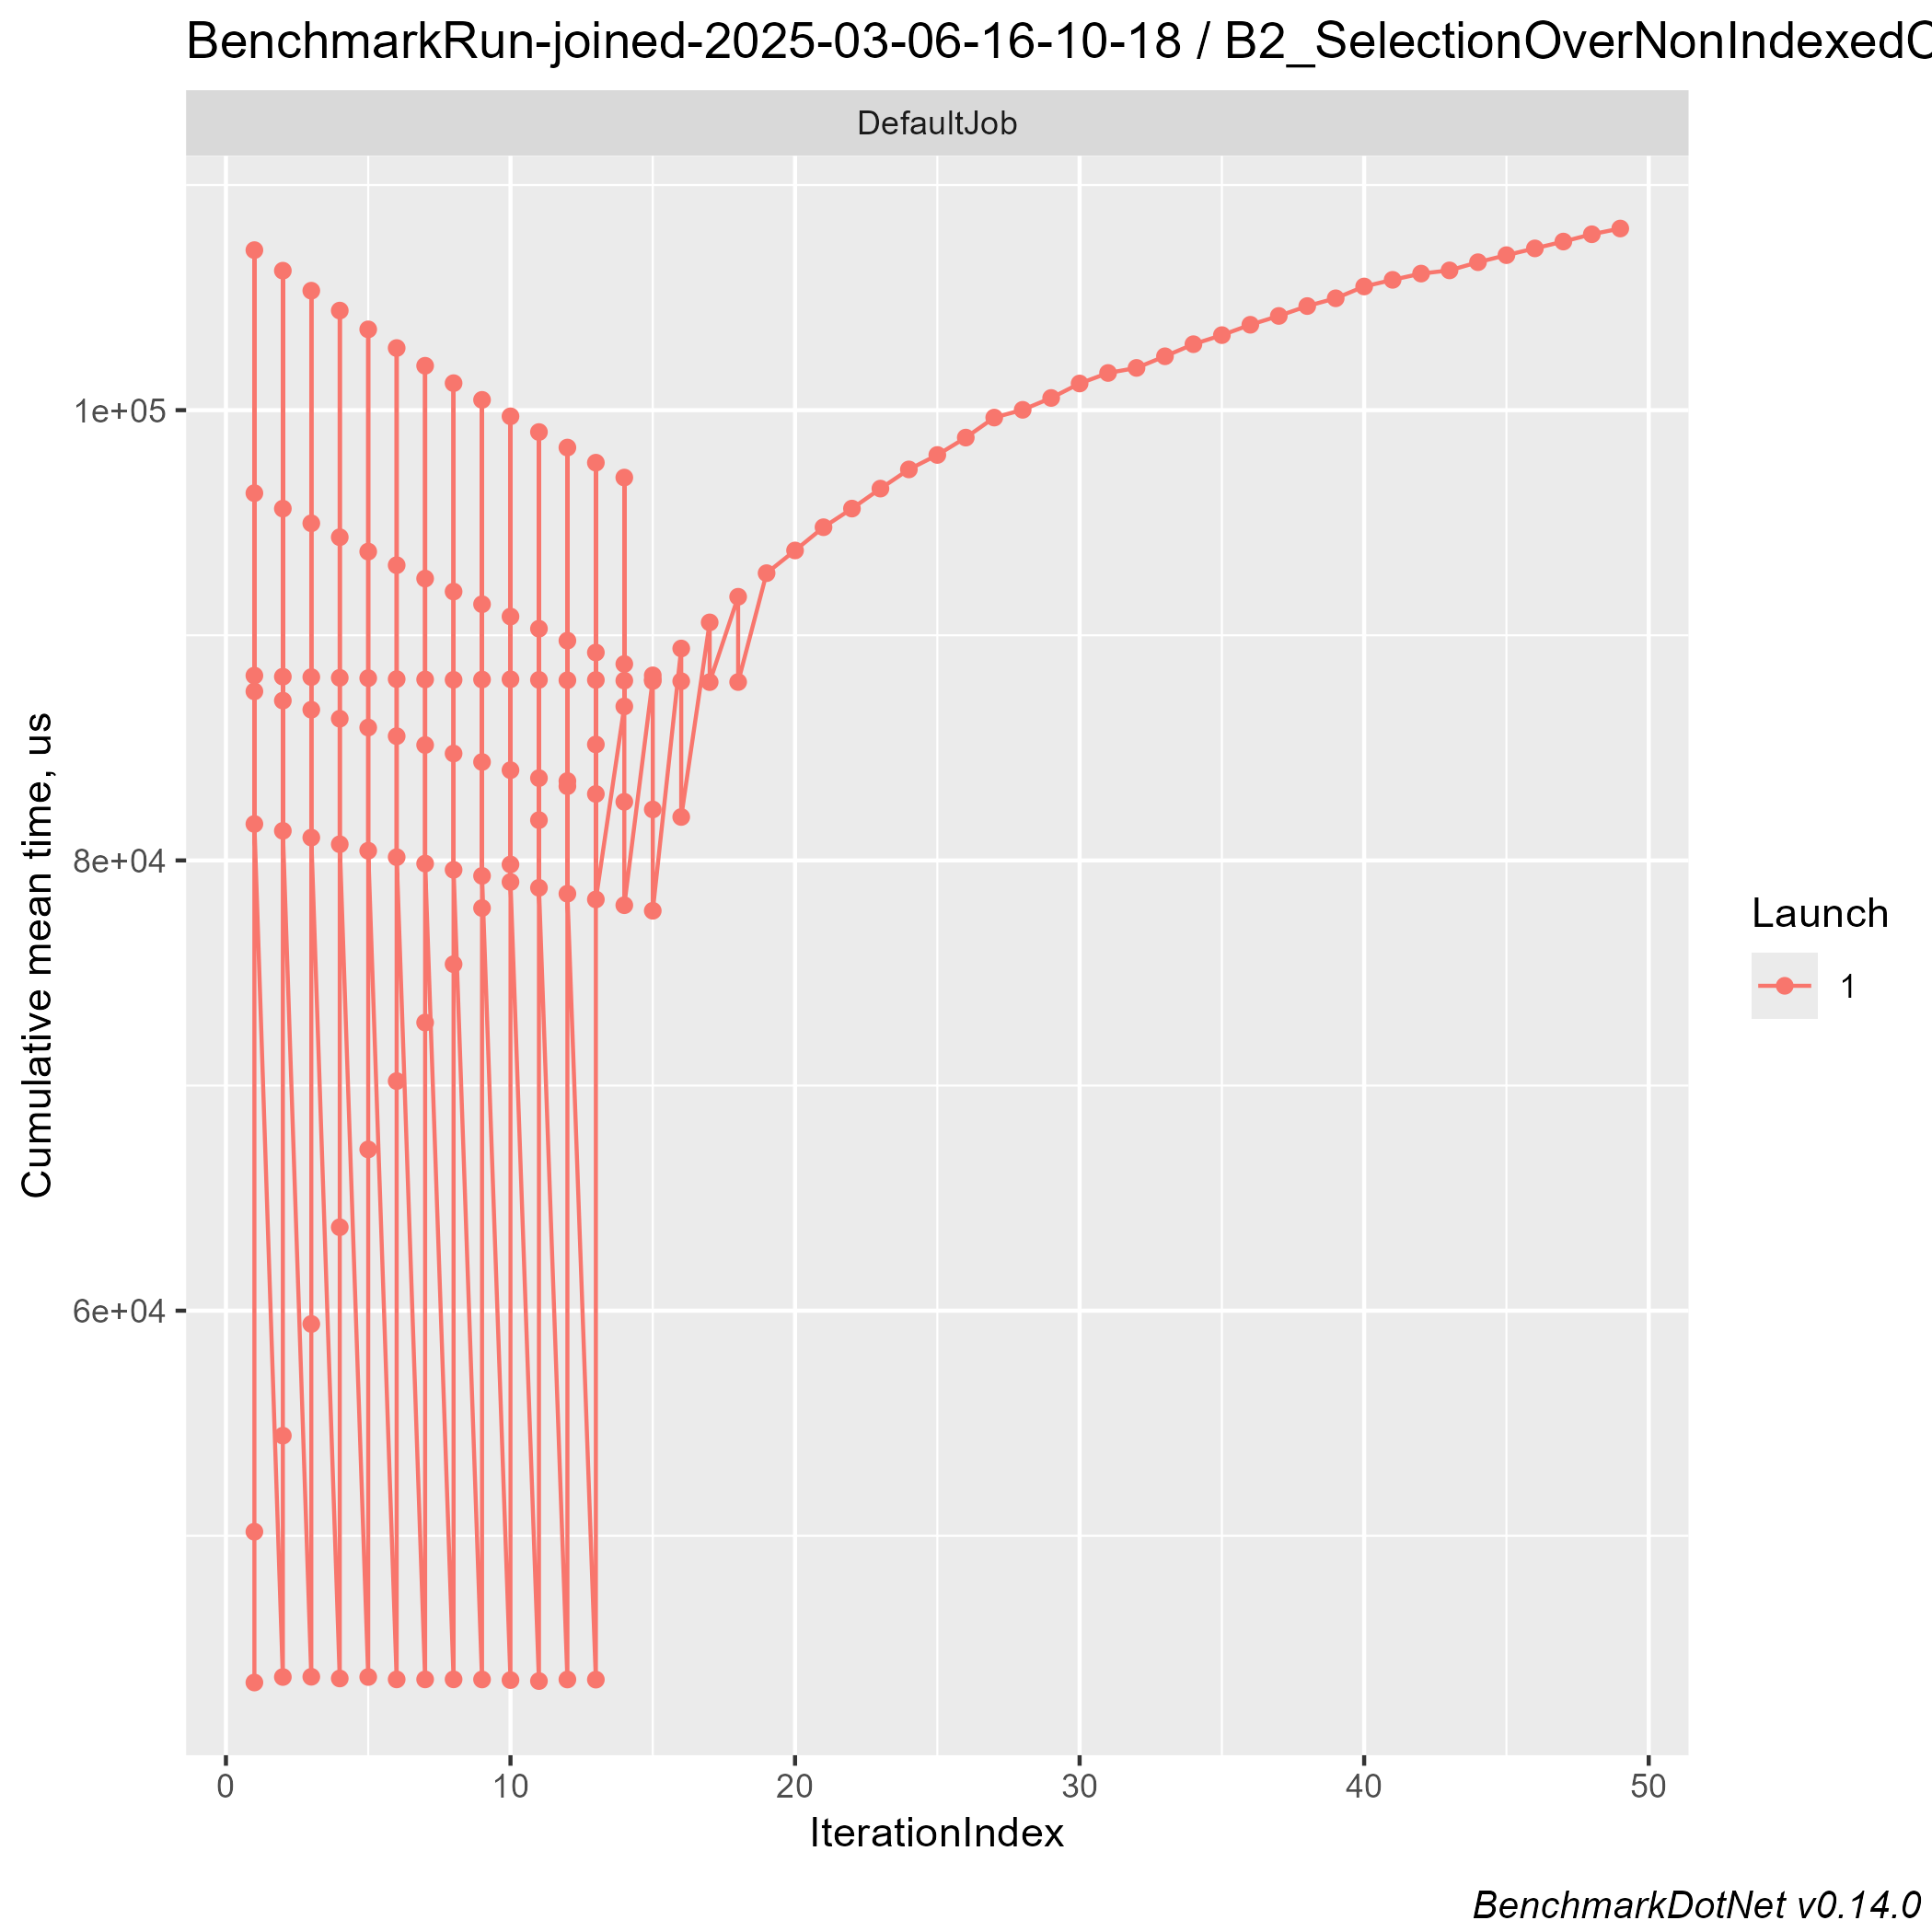 BenchmarkRun-joined-2025-03-06-16-10-18 / B2_SelectionOverNonIndexedC
DefaultJob
Cumulative mean time, us
1e+05
8e+04
6e+04
0 10 20 30 40 50
IterationIndex
Launch
1
BenchmarkDotNet v0.14.0